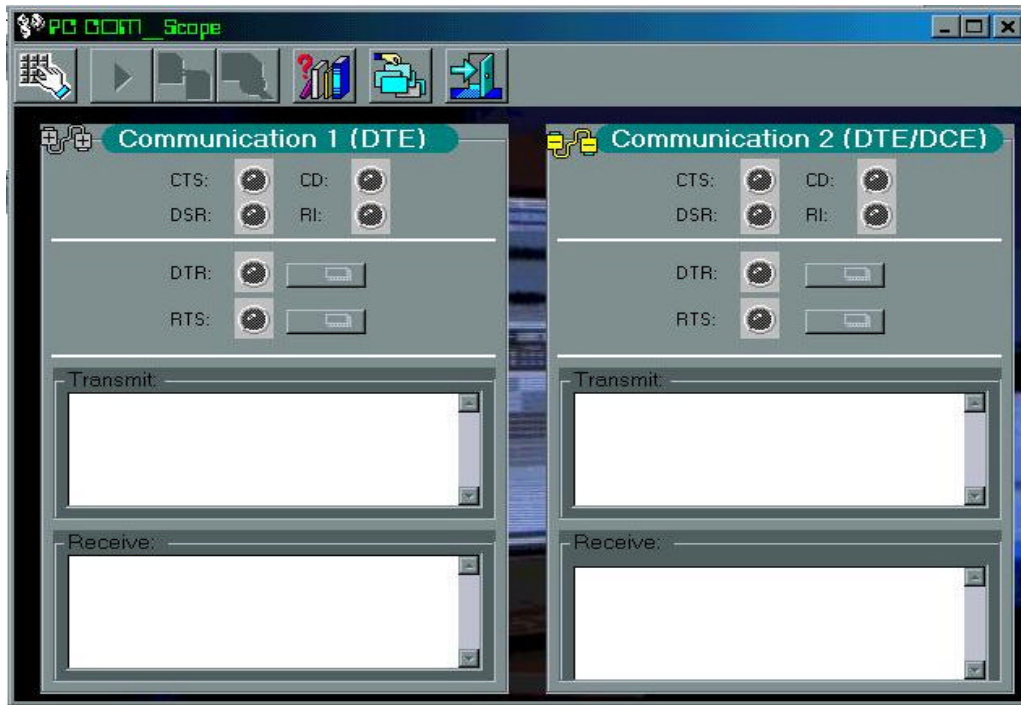 PC COM_Scope
Communication 1 (DTE)
CTS: CD:
DSR: RI:
DTR:
RTS:
Transmit:
Receive:
Communication 2 (DTE/DCE)
CTS: CD:
DSR: RI:
DTR:
RTS:
Transmit:
Receive: